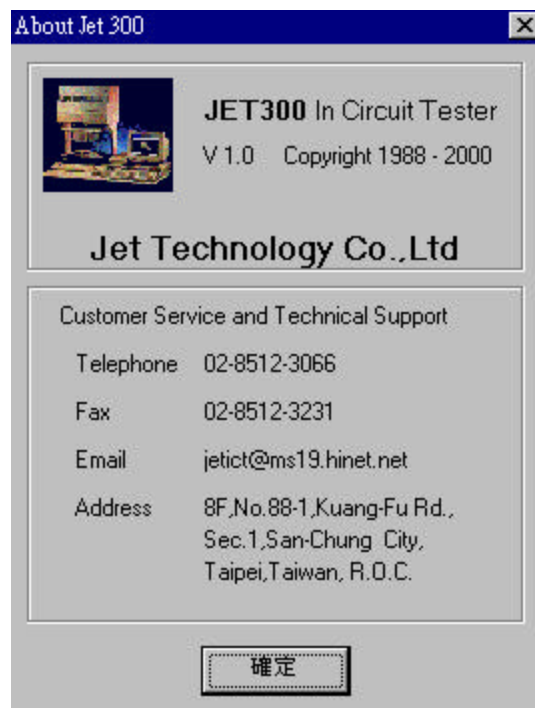 About Jet 300
JET300 In Circuit Tester
V 1.0 Copyright 1988 - 2000
Jet Technology Co.,Ltd
Customer Service and Technical Support
Telephone 02-8512-3066
Fax 02-8512-3231
Email jetict@ms19.hinet.net
Address 8F,No.88-1,Kuang-Fu Rd.,
Sec.1,San-Chung City,
Taipei,Taiwan, R.O.C.
確定